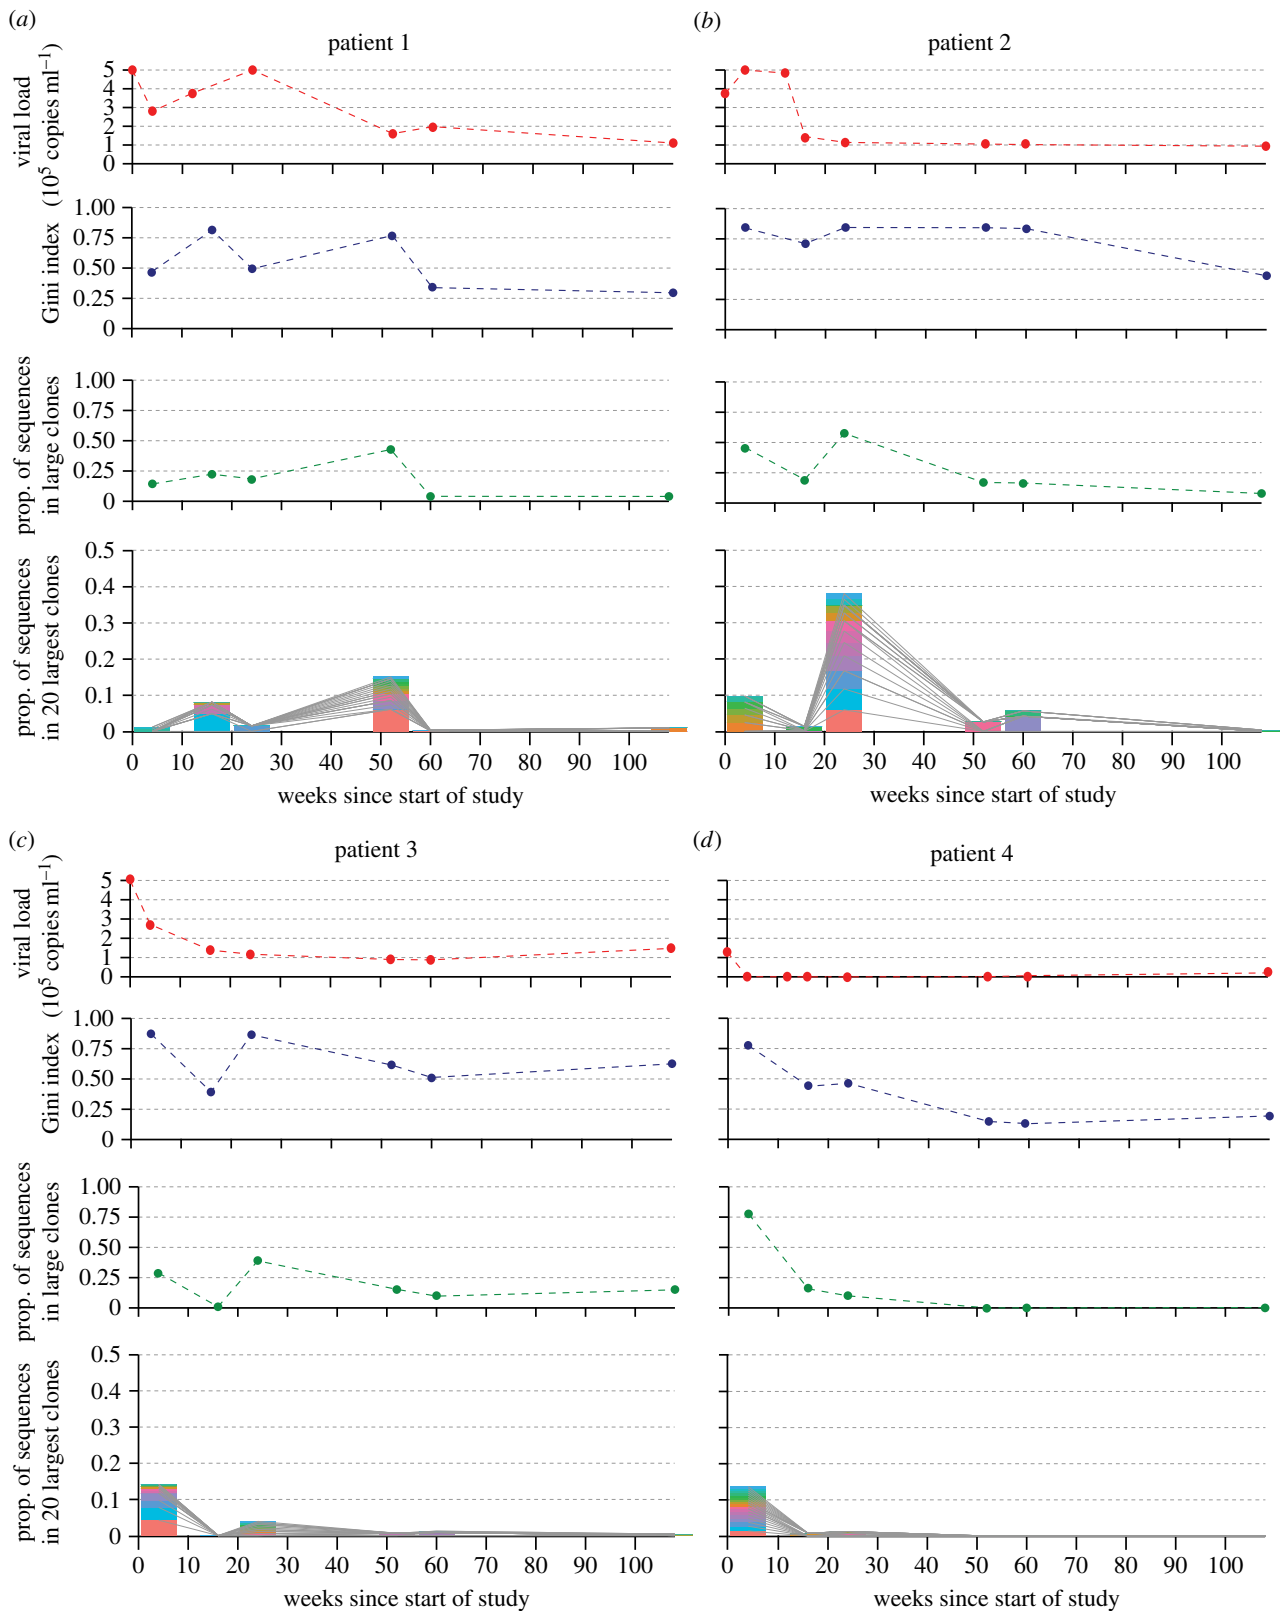 (a)
patient 1
viral load
(10⁵ copies ml⁻¹)
5
4
3
2
1
0
Gini index
1.00
0.75
0.50
0.25
0
prop. of sequences
in large clones
1.00
0.75
0.50
0.25
0
prop. of sequences
in 20 largest clones
0.5
0.4
0.3
0.2
0.1
0
0 10 20 30 40 50 60 70 80 90 100
weeks since start of study
(b)
patient 2
0 10 20 30 40 50 60 70 80 90 100
weeks since start of study
(c)
patient 3
viral load
(10⁵ copies ml⁻¹)
5
4
3
2
1
0
Gini index
1.00
0.75
0.50
0.25
0
prop. of sequences
in large clones
1.00
0.75
0.50
0.25
0
prop. of sequences
in 20 largest clones
0.5
0.4
0.3
0.2
0.1
0
0 10 20 30 40 50 60 70 80 90 100
weeks since start of study
(d)
patient 4
0 10 20 30 40 50 60 70 80 90 100
weeks since start of study